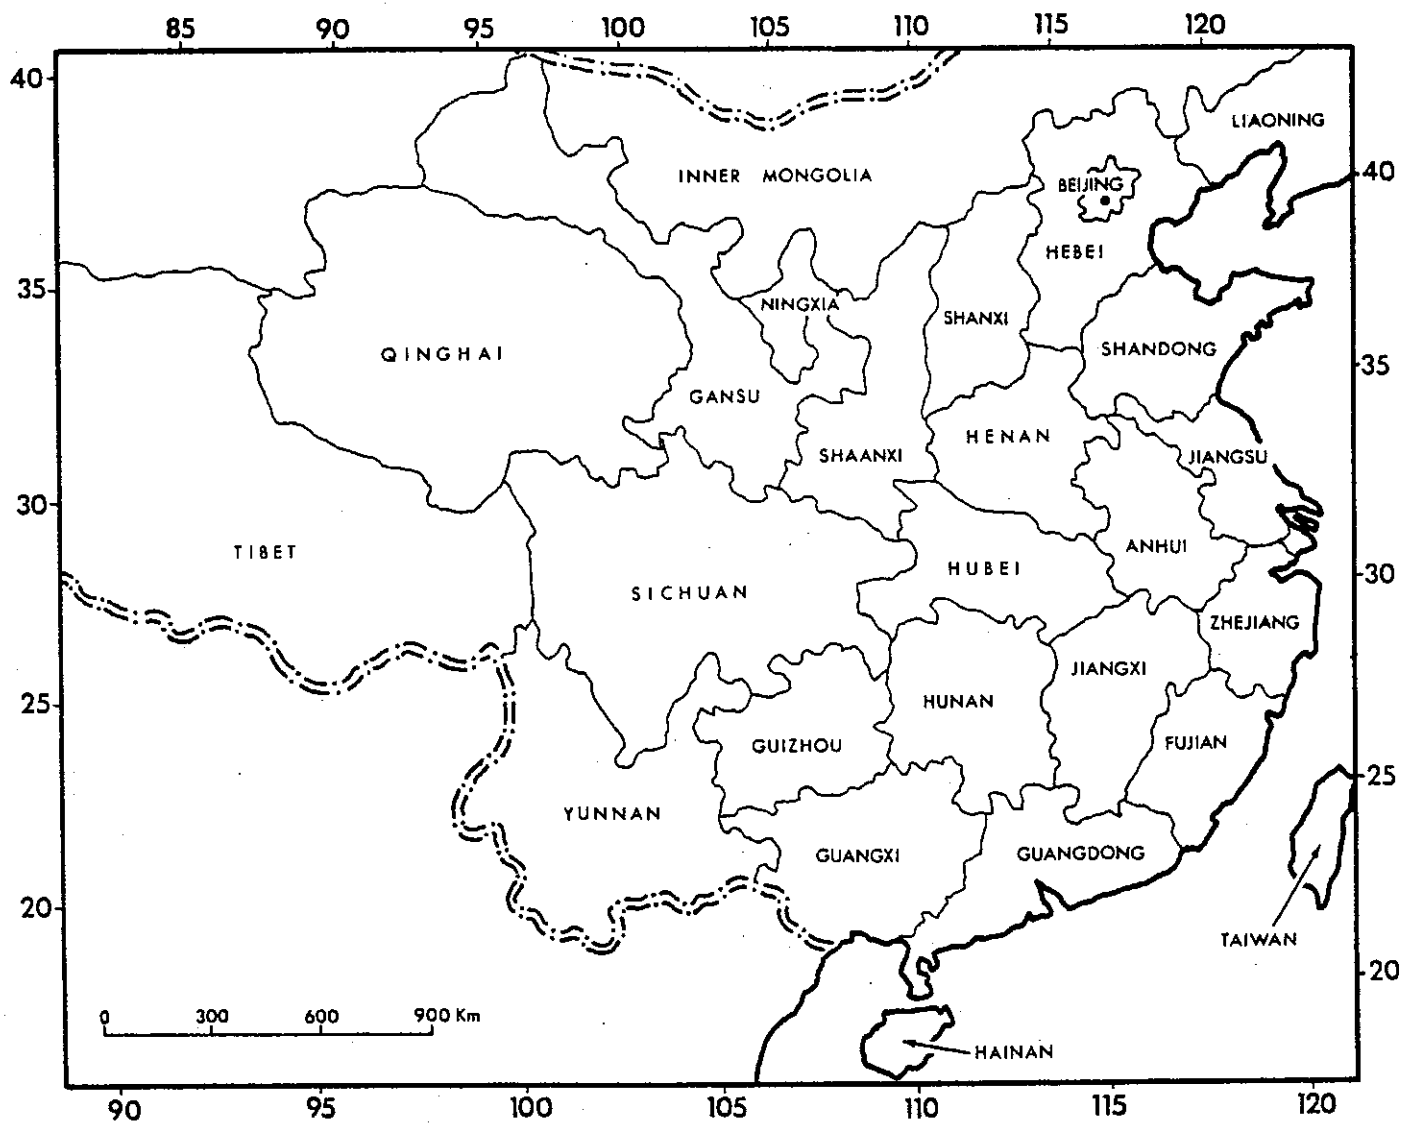 85 90 95 100 105 110 115 120
40
LIAONING
INNER MONGOLIA
BEIJING
40
HEBEI
35
NINGXIA
SHANXI
QINGHAI
SHANDONG
35
GANSU
HENAN
SHAANXI
JIANGSU
30
TIBET
ANHUI
HUBEI
30
SICHUAN
ZHEJIANG
JIANGXI
25
HUNAN
GUIZHOU
FUJIAN
25
YUNNAN
GUANGXI
GUANGDONG
20
TAIWAN
20
0 300 600 900 Km
HAINAN
90 95 100 105 110 115 120